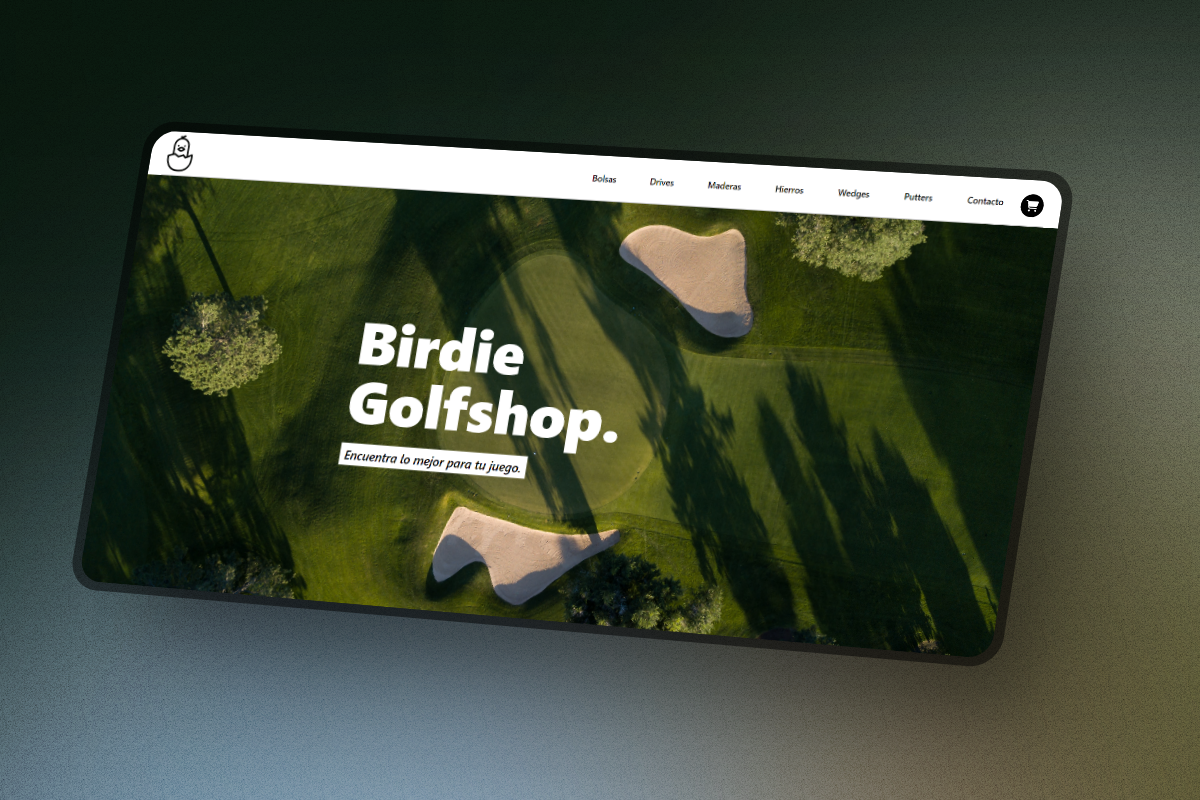 Bolsas Drives Maderas Hierros Wedges Putters Contacto
Birdie
Golfshop.
Encuentra lo mejor para tu juego.